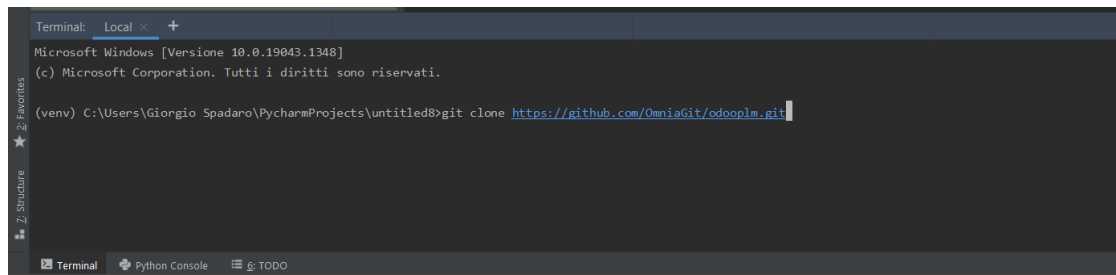 Terminal: Local × +
Microsoft Windows [Versione 10.0.19043.1348]
(c) Microsoft Corporation. Tutti i diritti sono riservati.
(venv) C:\Users\Giorgio Spadaro\PycharmProjects\untitled8>git clone https://github.com/OmniaGit/odooplm.git
2: Favorites
Z: Structure
Terminal Python Console 6: TODO